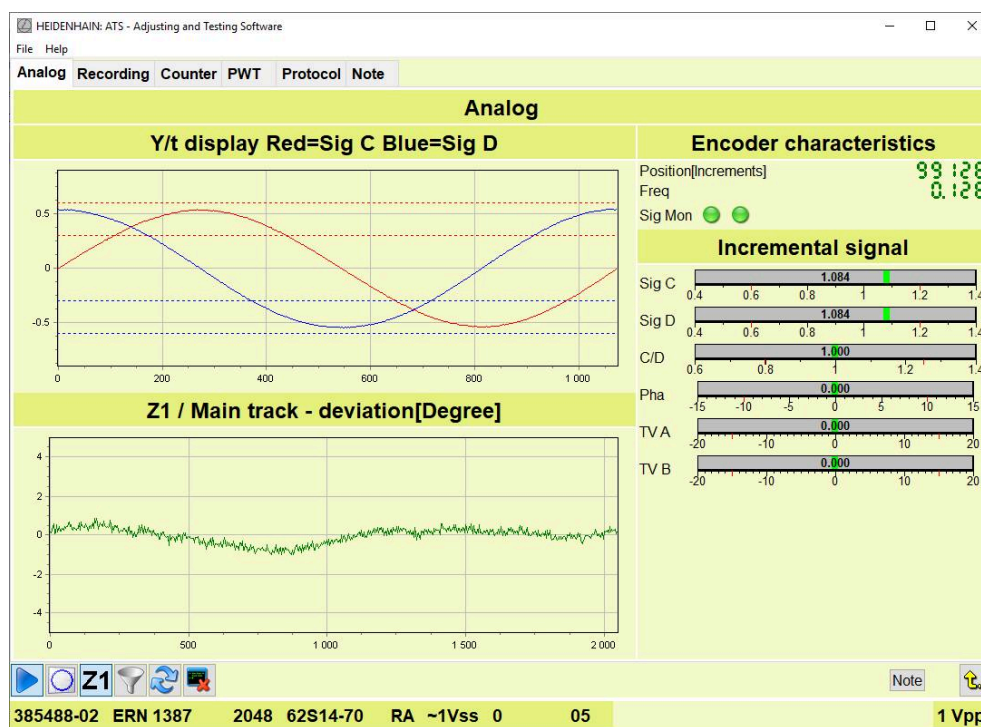 HEIDENHAIN: ATS - Adjusting and Testing Software
File Help
Analog Recording Counter PWT Protocol Note
Analog
Y/t display Red=Sig C Blue=Sig D
0.5
0
-0.5
0 200 400 600 800 1 000
Z1 / Main track - deviation[Degree]
4
2
0
-2
-4
0 500 1 000 1 500 2 000
Encoder characteristics
Position[Increments] 99128
Freq 0.128
Sig Mon
Incremental signal
Sig C 1.084
0.4 0.6 0.8 1 1.2 1.4
Sig D 1.084
0.4 0.6 0.8 1 1.2 1.4
C/D 1.000
0.6 0.8 1 1.2 1.4
Pha 0.000
-15 -10 -5 0 5 10 15
TV A 0.000
-20 -10 0 10 20
TV B 0.000
-20 -10 0 10 20
Z1
Note
385488-02 ERN 1387 2048 62S14-70 RA ~1Vss 0 05 1 Vpp